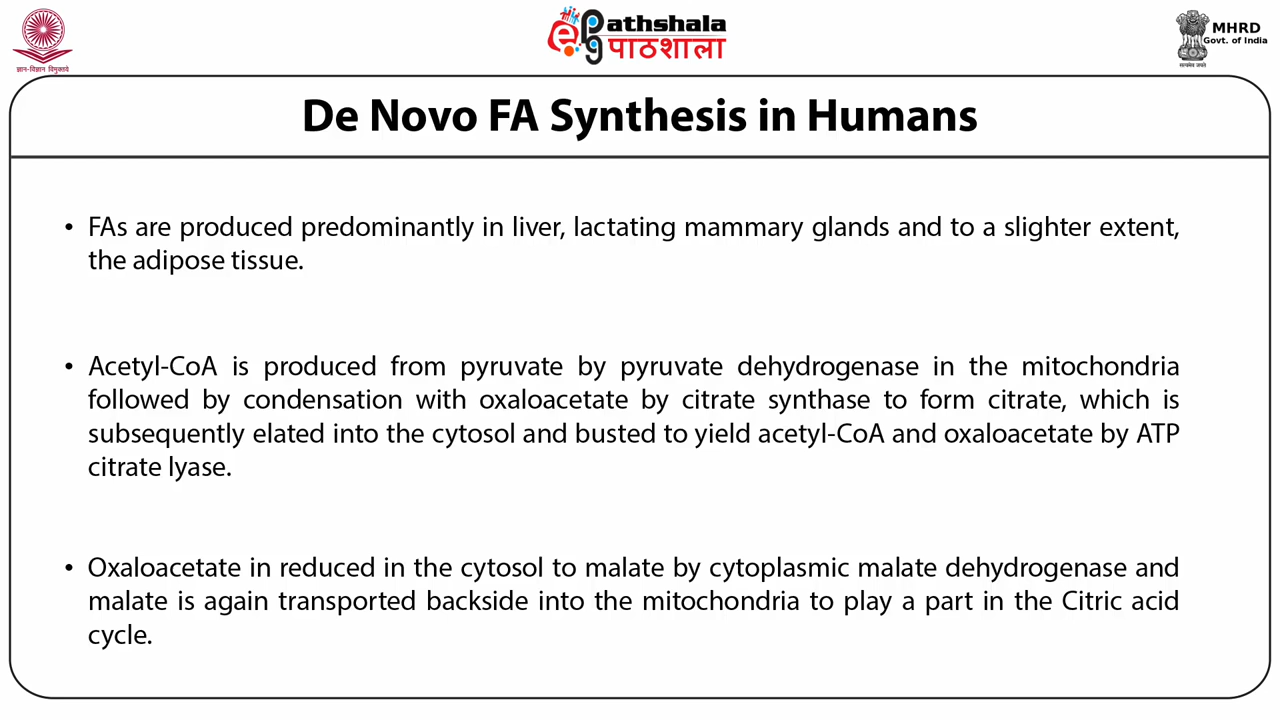 ज्ञान-विज्ञान विमुक्तये
epg
athshala
पाठशाला
सत्यमेव जयते
MHRD
Govt. of India
De Novo FA Synthesis in Humans
• FAs are produced predominantly in liver, lactating mammary glands and to a slighter extent,
the adipose tissue.
• Acetyl-CoA is produced from pyruvate by pyruvate dehydrogenase in the mitochondria
followed by condensation with oxaloacetate by citrate synthase to form citrate, which is
subsequently elated into the cytosol and busted to yield acetyl-CoA and oxaloacetate by ATP
citrate lyase.
• Oxaloacetate in reduced in the cytosol to malate by cytoplasmic malate dehydrogenase and
malate is again transported backside into the mitochondria to play a part in the Citric acid
cycle.